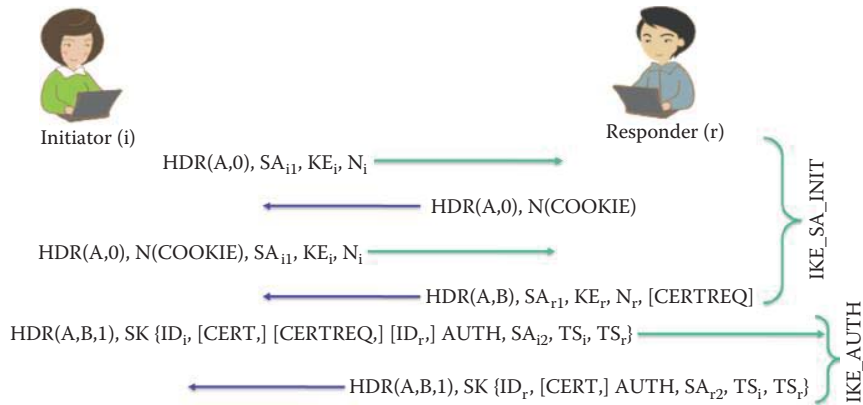 Initiator (i)
Responder (r)
HDR(A,0), SAi1, KEi, Ni
HDR(A,0), N(COOKIE)
HDR(A,0), N(COOKIE), SAi1, KEi, Ni
HDR(A,B), SAr1, KEr, Nr, [CERTREQ]
IKE_SA_INIT
HDR(A,B,1), SK {IDi, [CERT,] [CERTREQ,] [IDr,] AUTH, SAi2, TSi, TSr}
HDR(A,B,1), SK {IDr, [CERT,] AUTH, SAr2, TSi, TSr}
IKE_AUTH